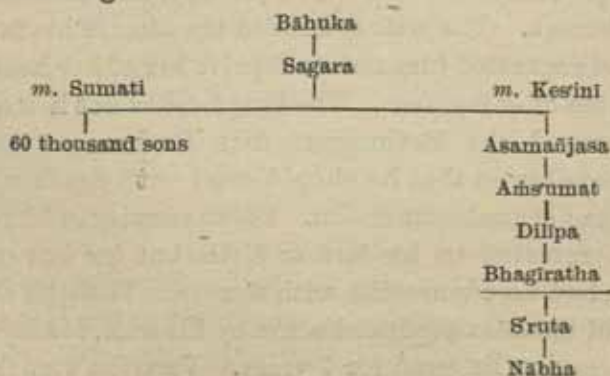 Bāhuka
Sagara
m. Sumati
m. Kes'inī
60 thousand sons
Asamañjasa
Aṁs'umat
Dilīpa
Bhagīratha
S'ruta
Nābha